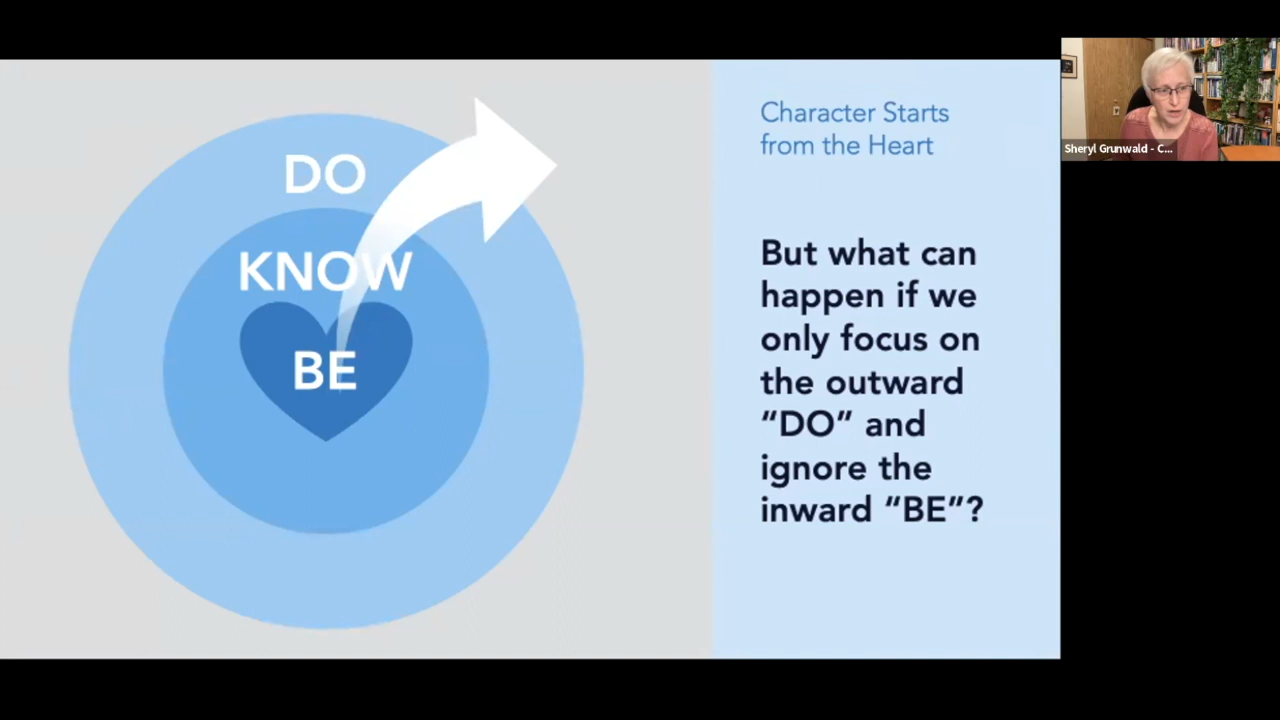 DO
KNOW
BE
Character Starts
from the Heart
But what can
happen if we
only focus on
the outward
“DO” and
ignore the
inward “BE”?
Sheryl Grunwald - C...